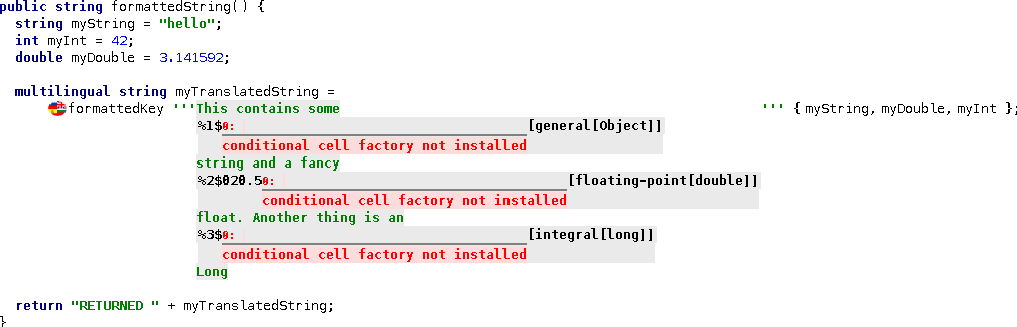 public string formattedString() {
string myString = "hello";
int myInt = 42;
double myDouble = 3.141592;
multilingual string myTranslatedString =
formattedKey '''This contains some ''' { myString, myDouble, myInt };
%1$0: [general[Object]]
conditional cell factory not installed
string and a fancy
%2$020.50: [floating-point[double]]
conditional cell factory not installed
float. Another thing is an
%3$0: [integral[long]]
conditional cell factory not installed
Long
return "RETURNED " + myTranslatedString;
}